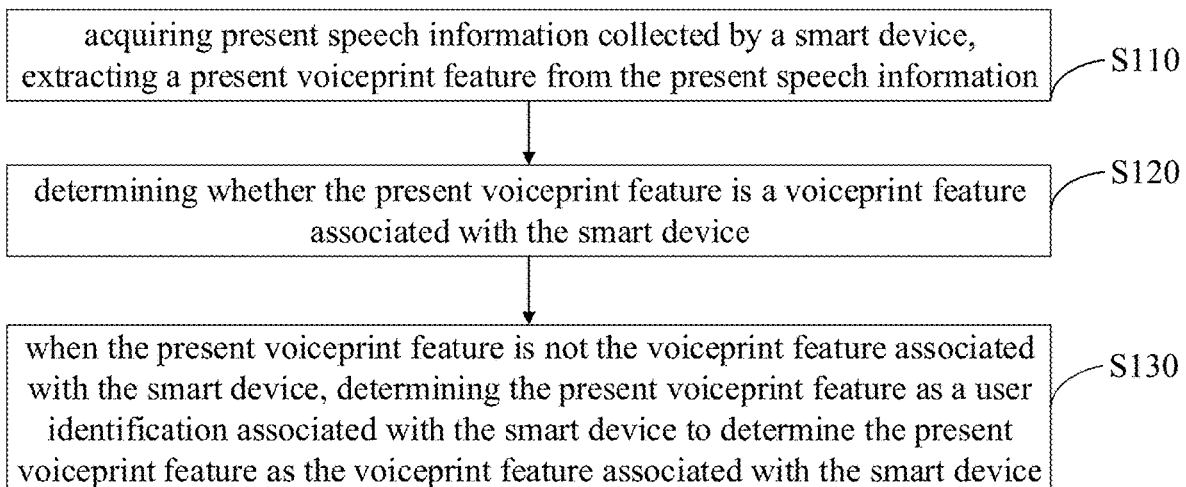 acquiring present speech information collected by a smart device,
extracting a present voiceprint feature from the present speech information
S110
determining whether the present voiceprint feature is a voiceprint feature
associated with the smart device
S120
when the present voiceprint feature is not the voiceprint feature associated
with the smart device, determining the present voiceprint feature as a user
identification associated with the smart device to determine the present
voiceprint feature as the voiceprint feature associated with the smart device
S130